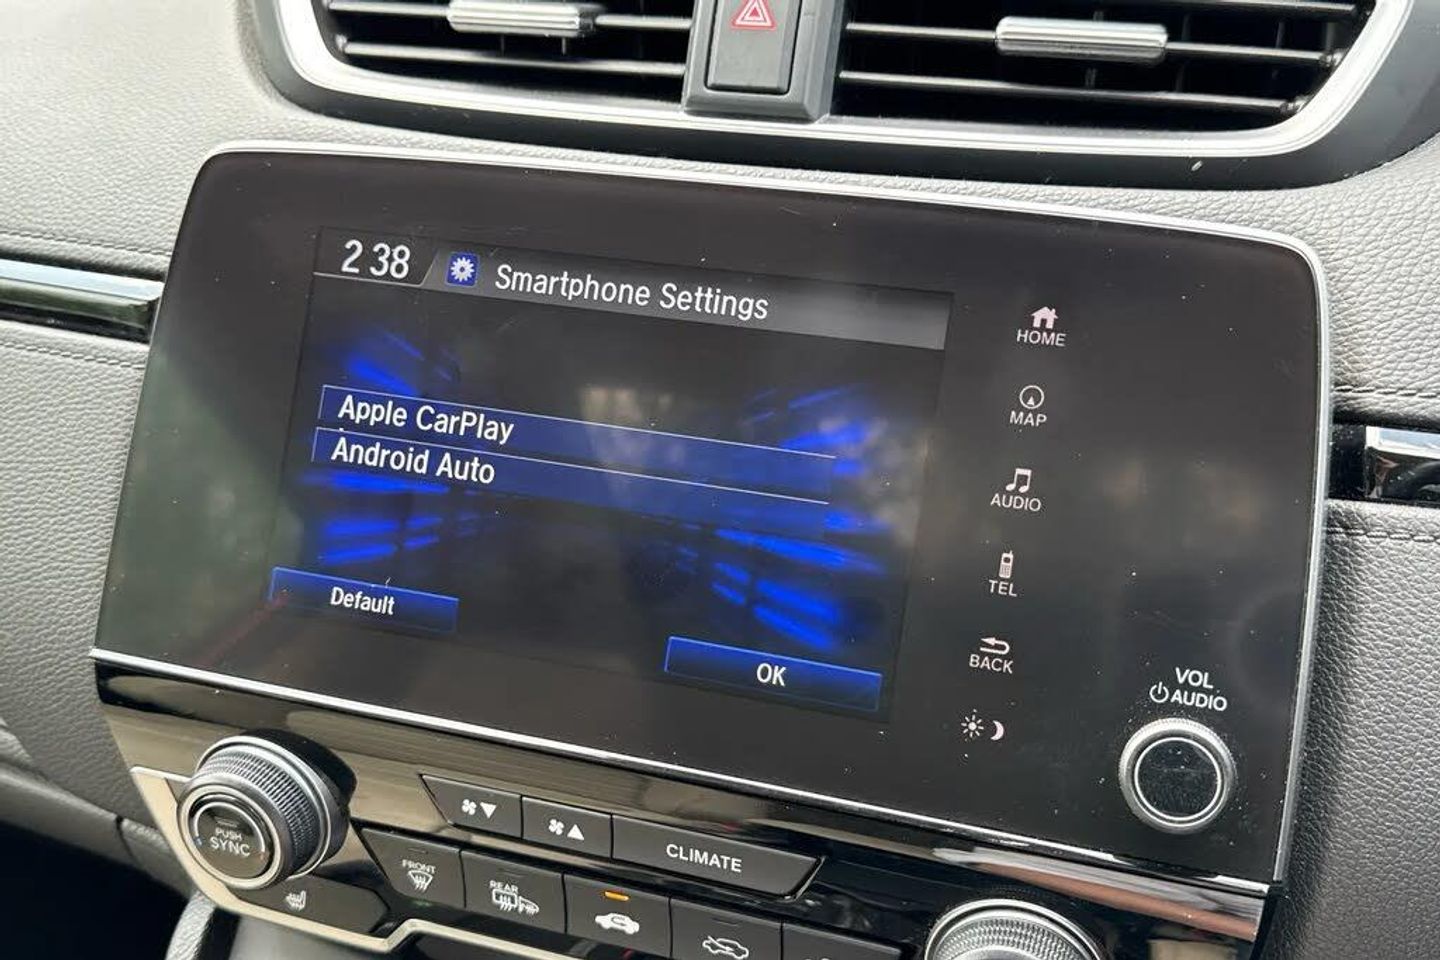 2 38
Smartphone Settings
Apple CarPlay
Android Auto
Default
OK
HOME
MAP
AUDIO
TEL
BACK
VOL
AUDIO
PUSH
SYNC
CLIMATE
FRONT
REAR